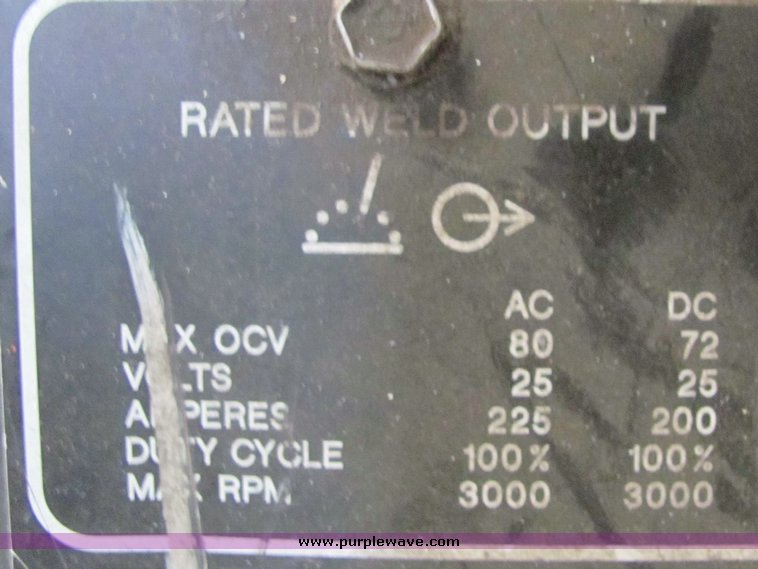 RATED WELD OUTPUT
AC DC
MAX OCV 80 72
VOLTS 25 25
AMPERES 225 200
DUTY CYCLE 100% 100%
MAX RPM 3000 3000
www.purplewave.com